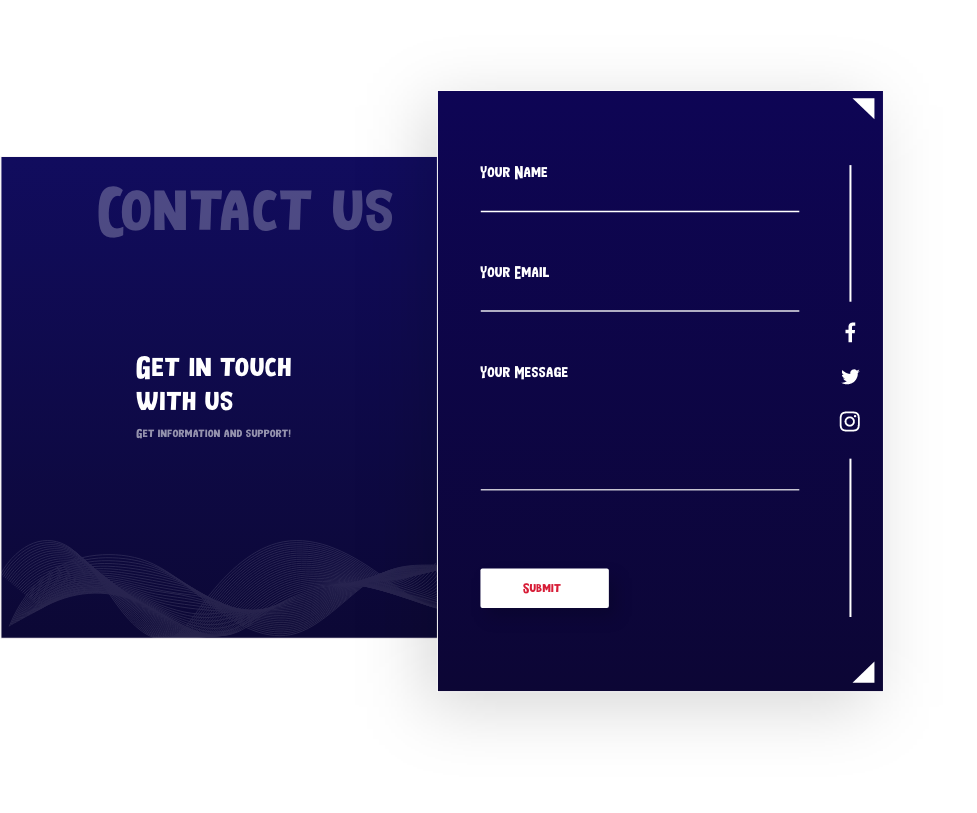 Contact us
Get in touch
with us
Get information and support!
Your Name
Your Email
Your Message
Submit